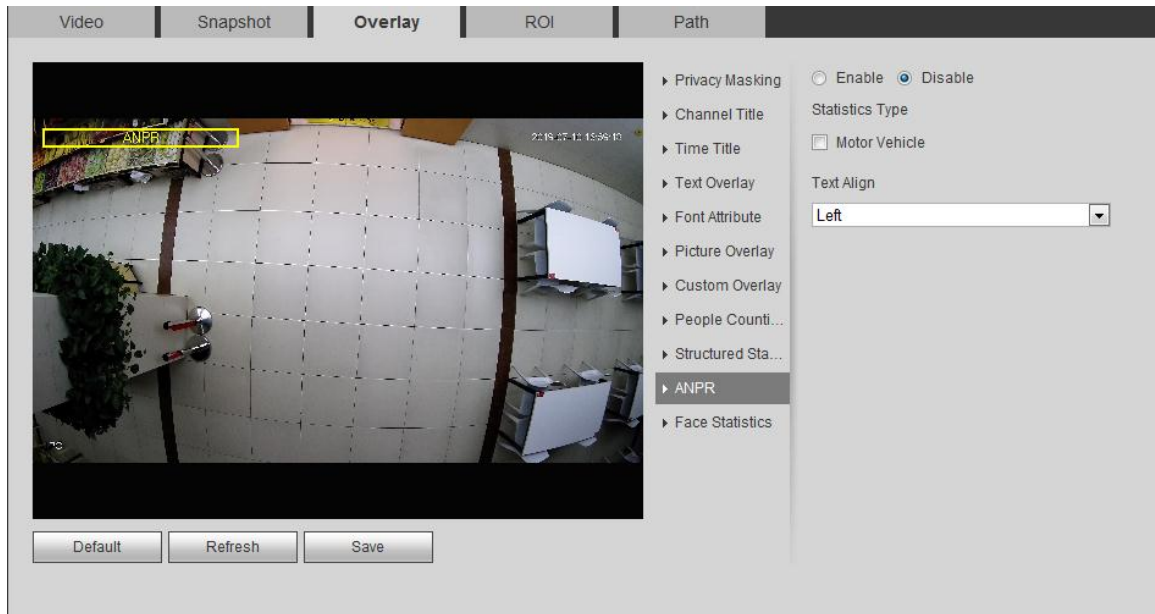 Video Snapshot Overlay ROI Path
ANPR
Privacy Masking
Channel Title
Time Title
Text Overlay
Font Attribute
Picture Overlay
Custom Overlay
People Counti...
Structured Sta...
ANPR
Face Statistics
Enable Disable
Statistics Type
Motor Vehicle
Text Align
Left
Default Refresh Save